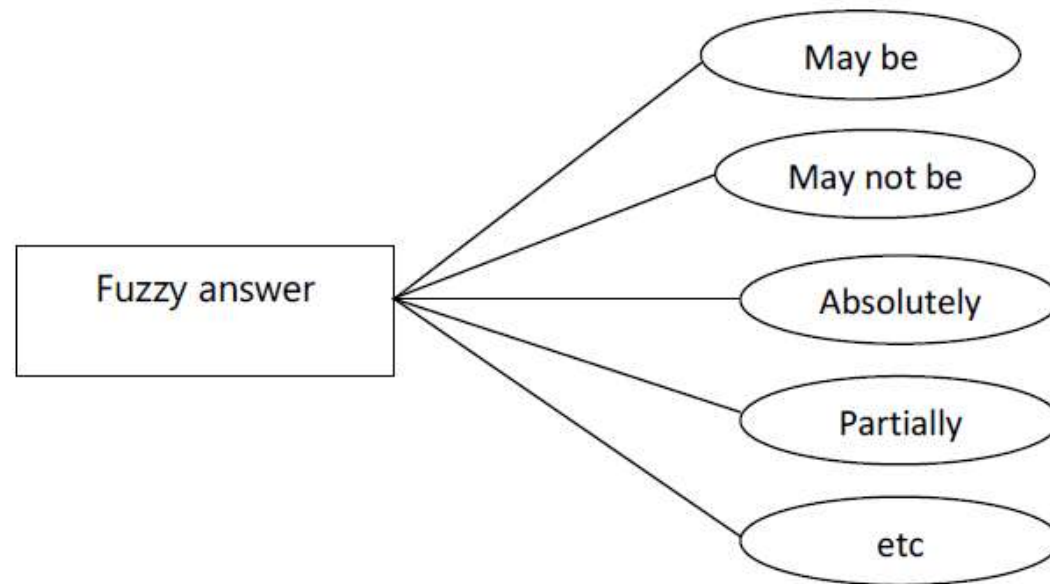 May be
May not be
Fuzzy answer
Absolutely
Partially
etc